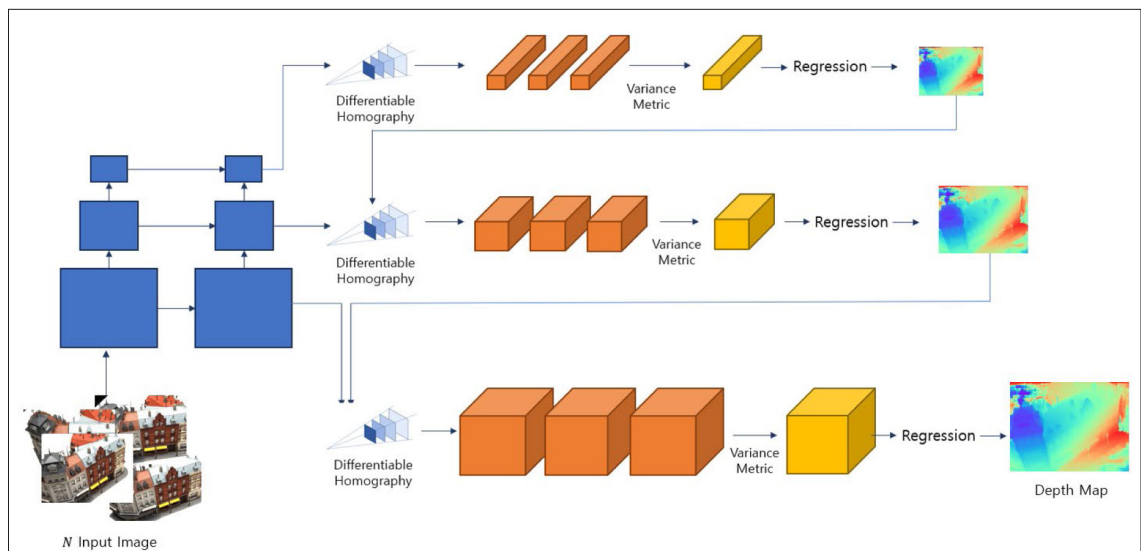 Differentiable
Homography
Variance
Metric
Regression
Differentiable
Homography
Variance
Metric
Regression
Differentiable
Homography
Variance
Metric
Regression
Depth Map
N Input Image